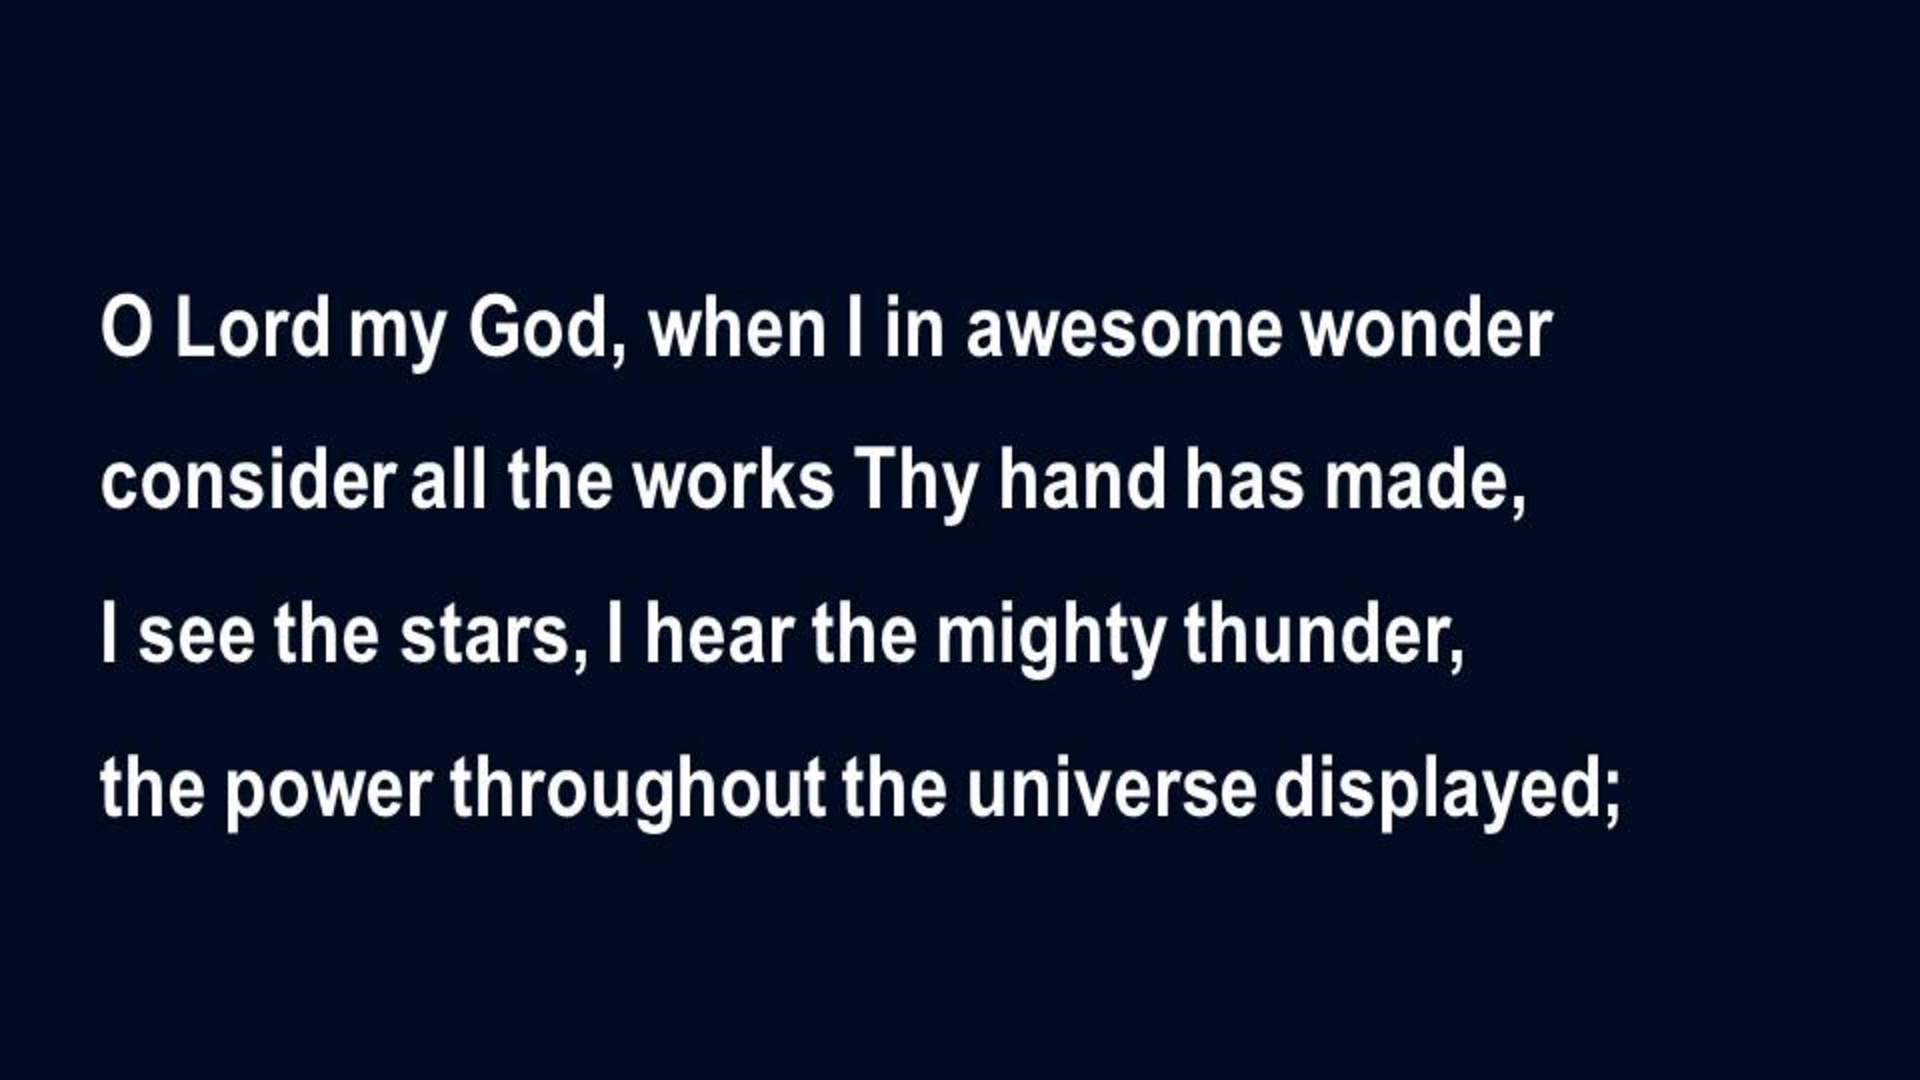 O Lord my God, when I in awesome wonder
consider all the works Thy hand has made,
I see the stars, I hear the mighty thunder,
the power throughout the universe displayed;